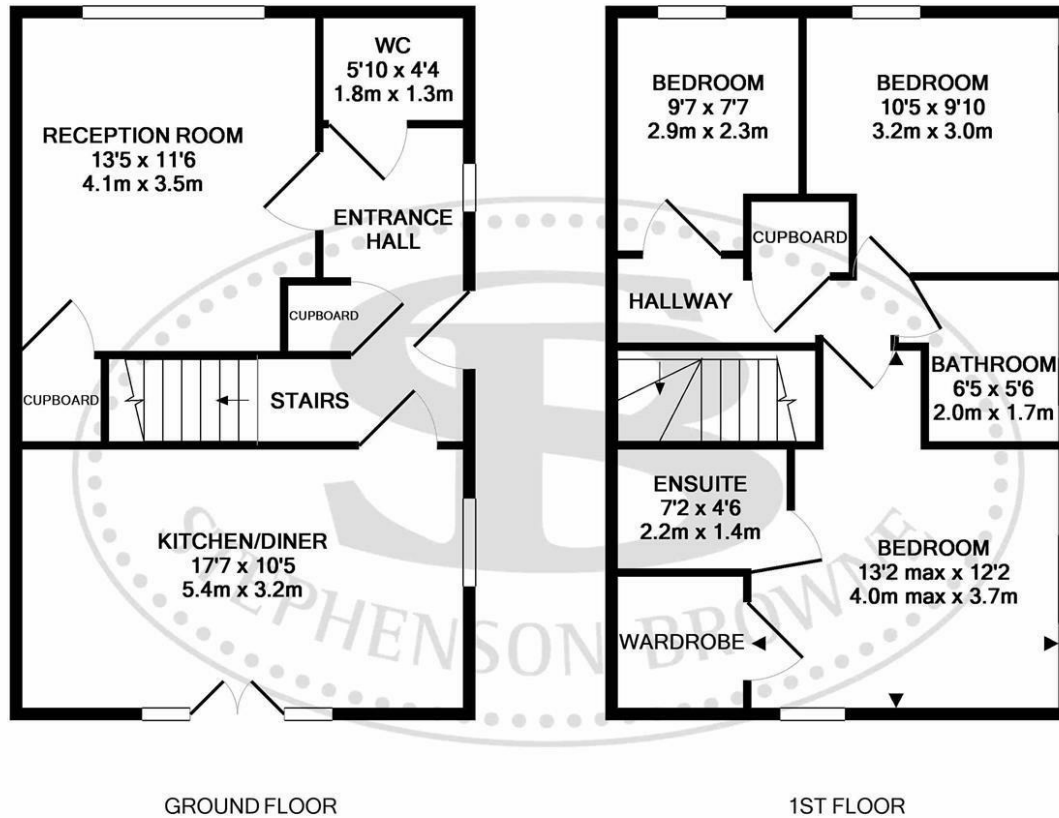 WC
5'10 x 4'4
1.8m x 1.3m
RECEPTION ROOM
13'5 x 11'6
4.1m x 3.5m
ENTRANCE
HALL
CUPBOARD
CUPBOARD
STAIRS
KITCHEN/DINER
17'7 x 10'5
5.4m x 3.2m
GROUND FLOOR
BEDROOM
9'7 x 7'7
2.9m x 2.3m
BEDROOM
10'5 x 9'10
3.2m x 3.0m
CUPBOARD
HALLWAY
BATHROOM
6'5 x 5'6
2.0m x 1.7m
ENSUITE
7'2 x 4'6
2.2m x 1.4m
BEDROOM
13'2 max x 12'2
4.0m max x 3.7m
WARDROBE
1ST FLOOR
SB
STEPHENSON BROWNE